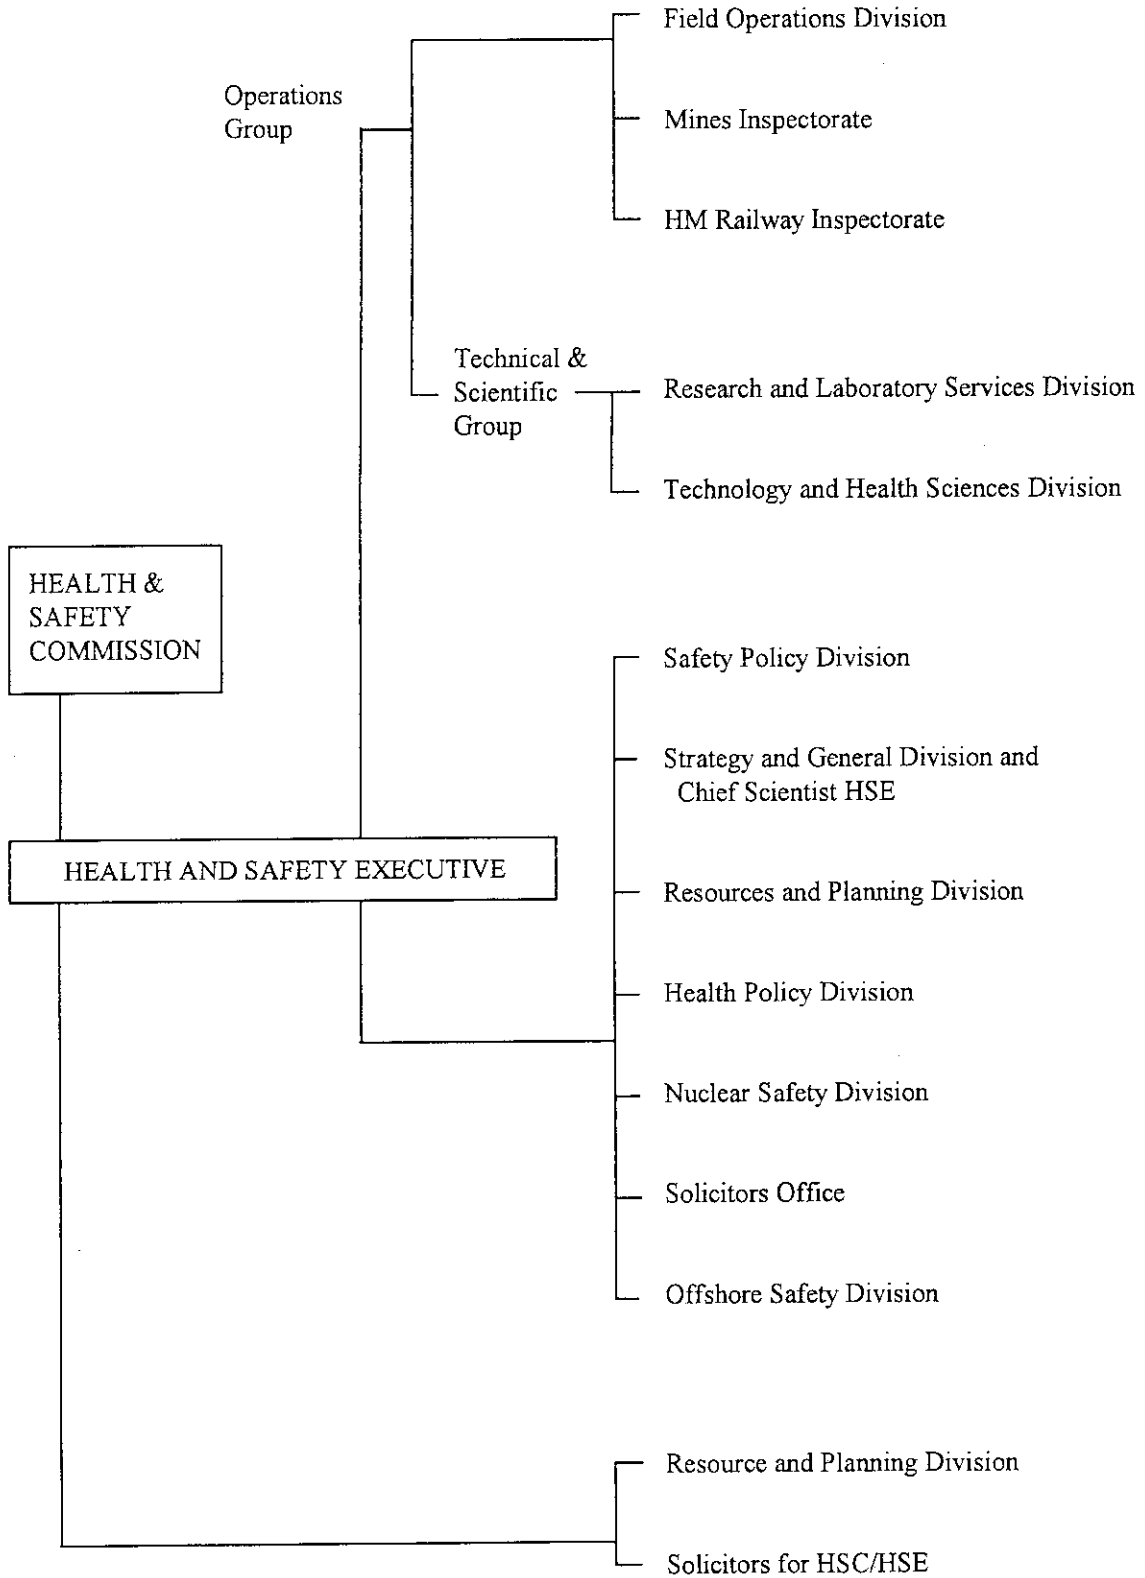 Field Operations Division
Operations
Group
Mines Inspectorate
HM Railway Inspectorate
Technical &
Scientific
Group
Research and Laboratory Services Division
Technology and Health Sciences Division
HEALTH &
SAFETY
COMMISSION
Safety Policy Division
Strategy and General Division and
Chief Scientist HSE
HEALTH AND SAFETY EXECUTIVE
Resources and Planning Division
Health Policy Division
Nuclear Safety Division
Solicitors Office
Offshore Safety Division
Resource and Planning Division
Solicitors for HSC/HSE